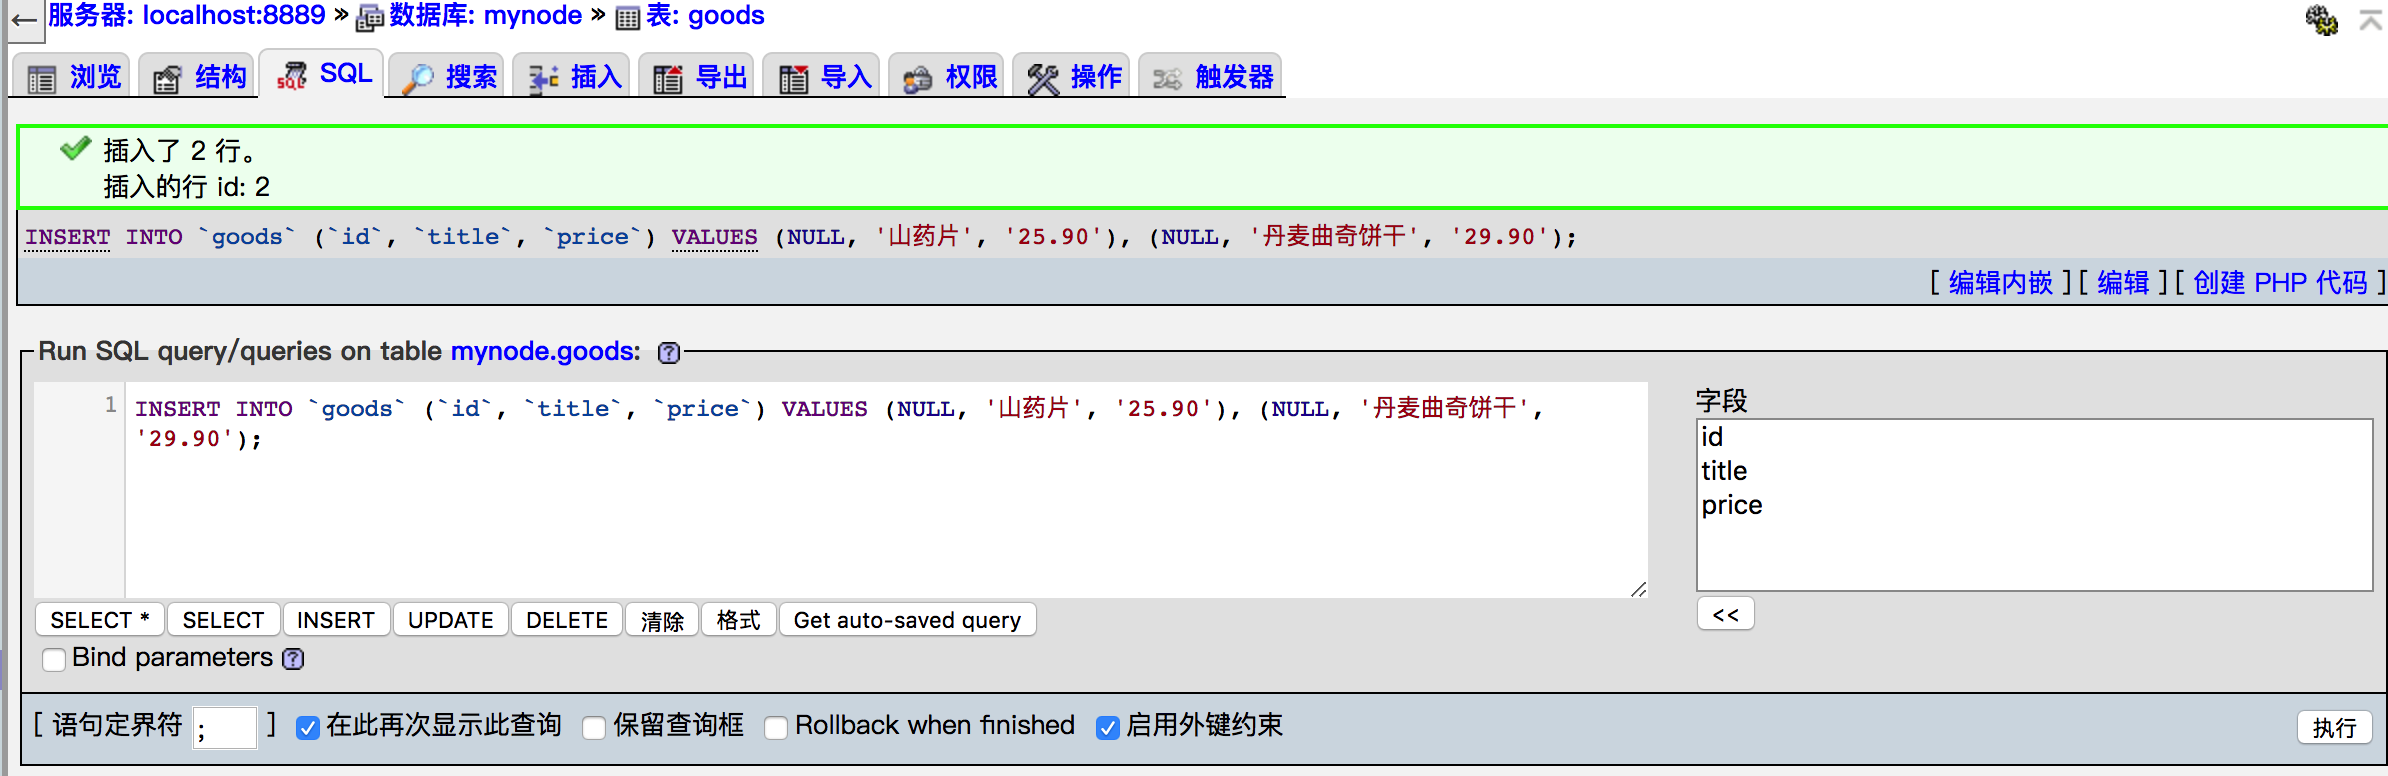 服务器: localhost:8889 » 数据库: mynode » 表: goods
浏览 结构 SQL 搜索 插入 导出 导入 权限 操作 触发器
插入了 2 行。
插入的行 id: 2
INSERT INTO `goods` (`id`, `title`, `price`) VALUES (NULL, '山药片', '25.90'), (NULL, '丹麦曲奇饼干', '29.90');
[ 编辑内嵌 ] [ 编辑 ] [ 创建 PHP 代码 ]
Run SQL query/queries on table mynode.goods:
1 INSERT INTO `goods` (`id`, `title`, `price`) VALUES (NULL, '山药片', '25.90'), (NULL, '丹麦曲奇饼干',
'29.90');
字段
id
title
price
SELECT * SELECT INSERT UPDATE DELETE 清除 格式 Get auto-saved query
<<
Bind parameters
[ 语句定界符 ; ] 在此再次显示此查询 保留查询框 Rollback when finished 启用外键约束
执行